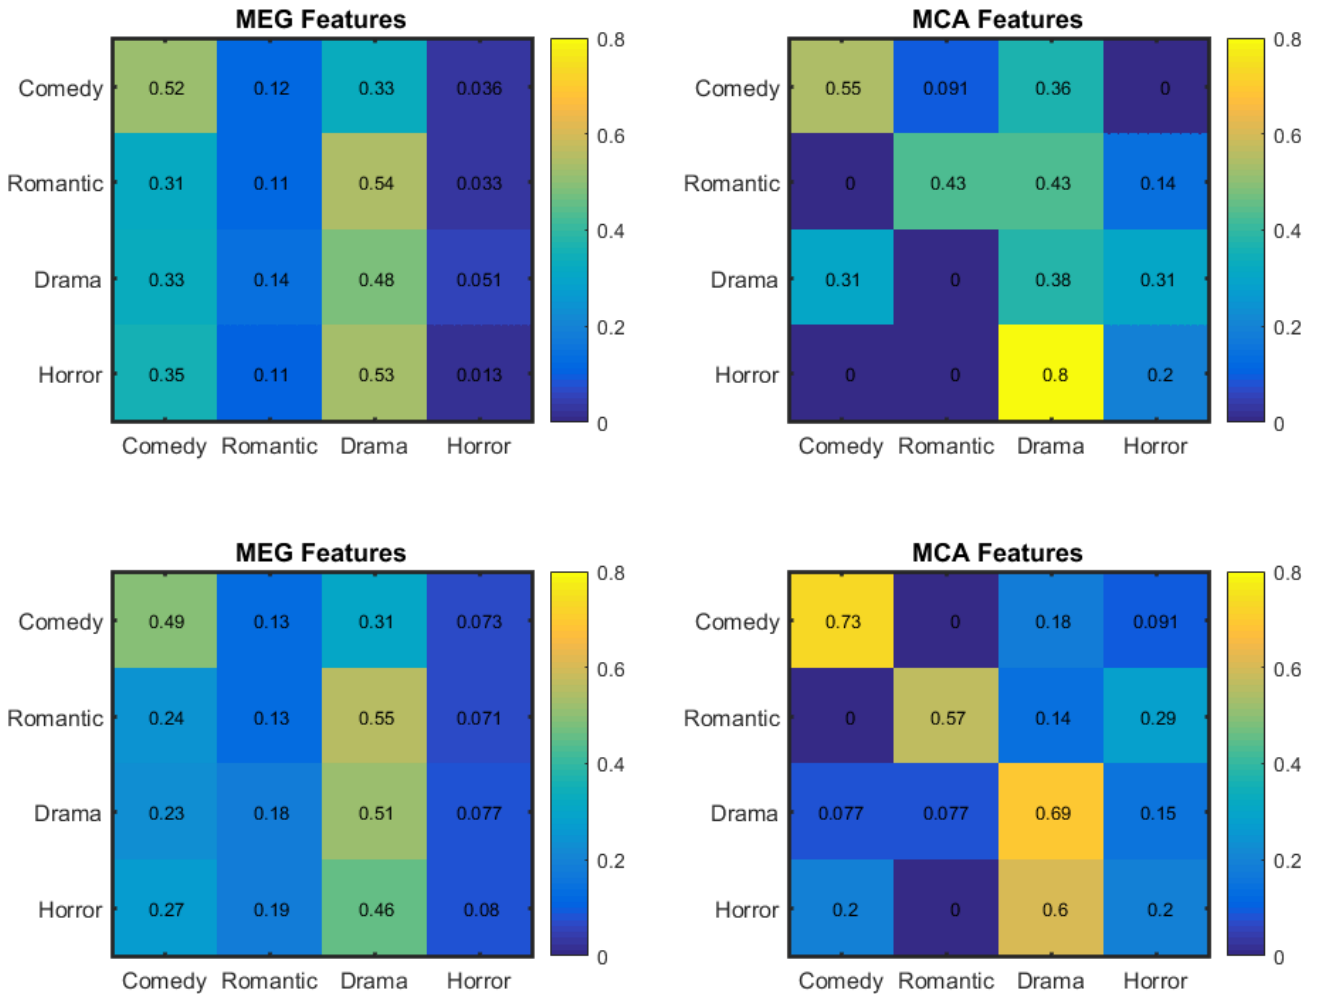 MEG Features
Comedy 0.52 0.12 0.33 0.036
Romantic 0.31 0.11 0.54 0.033
Drama 0.33 0.14 0.48 0.051
Horror 0.35 0.11 0.53 0.013
Comedy Romantic Drama Horror
0.8
0.6
0.4
0.2
0
MCA Features
Comedy 0.55 0.091 0.36 0
Romantic 0 0.43 0.43 0.14
Drama 0.31 0 0.38 0.31
Horror 0 0 0.8 0.2
Comedy Romantic Drama Horror
0.8
0.6
0.4
0.2
0
MEG Features
Comedy 0.49 0.13 0.31 0.073
Romantic 0.24 0.13 0.55 0.071
Drama 0.23 0.18 0.51 0.077
Horror 0.27 0.19 0.46 0.08
Comedy Romantic Drama Horror
0.8
0.6
0.4
0.2
0
MCA Features
Comedy 0.73 0 0.18 0.091
Romantic 0 0.57 0.14 0.29
Drama 0.077 0.077 0.69 0.15
Horror 0.2 0 0.6 0.2
Comedy Romantic Drama Horror
0.8
0.6
0.4
0.2
0